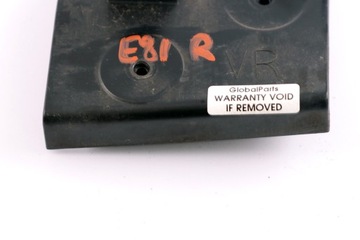 E81 R
VR
GlobalParts
WARRANTY VOID
IF REMOVED